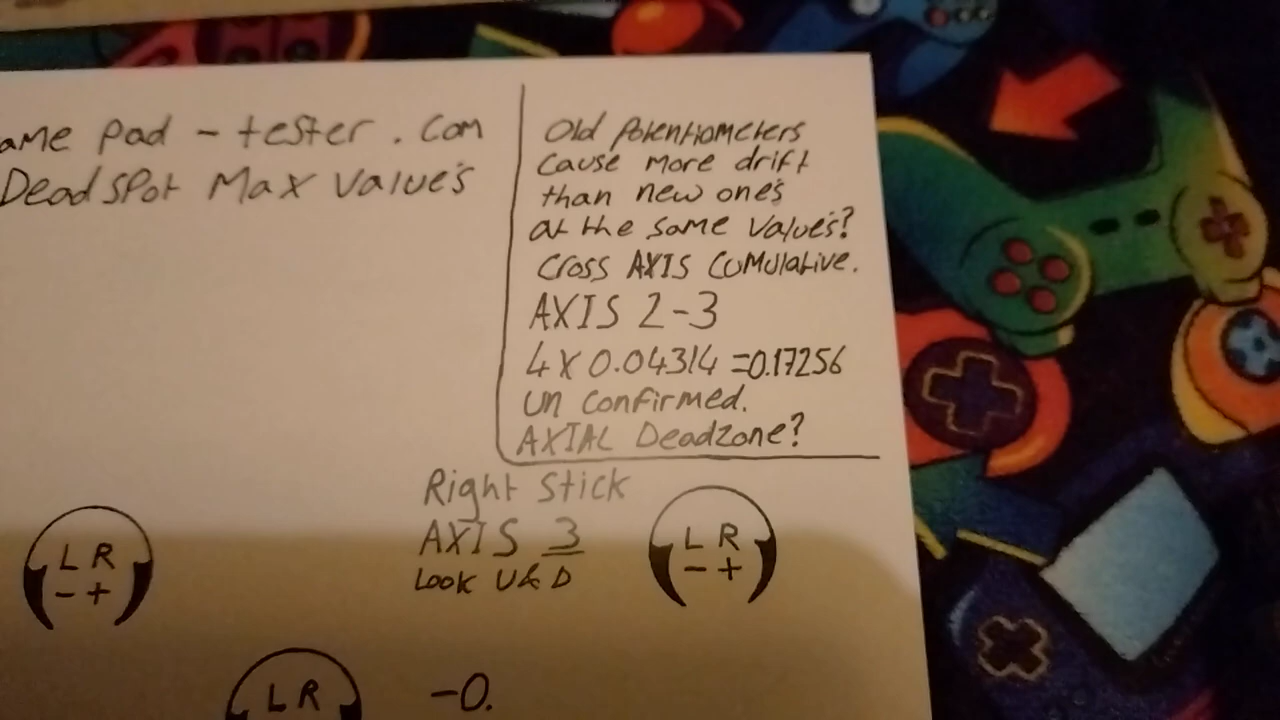 ame pad - tester . com
Dead spot Max Value's
Old Potentiometers
cause more drift
than new one's
at the same Value's?
Cross AXIS Cumulative.
AXIS 2-3
4 X 0.04314 =0.17256
un confirmed.
AXIAL Deadzone?
Right Stick
AXIS 3
Look U & D
L R
- +
L R
- +
L R
-0.